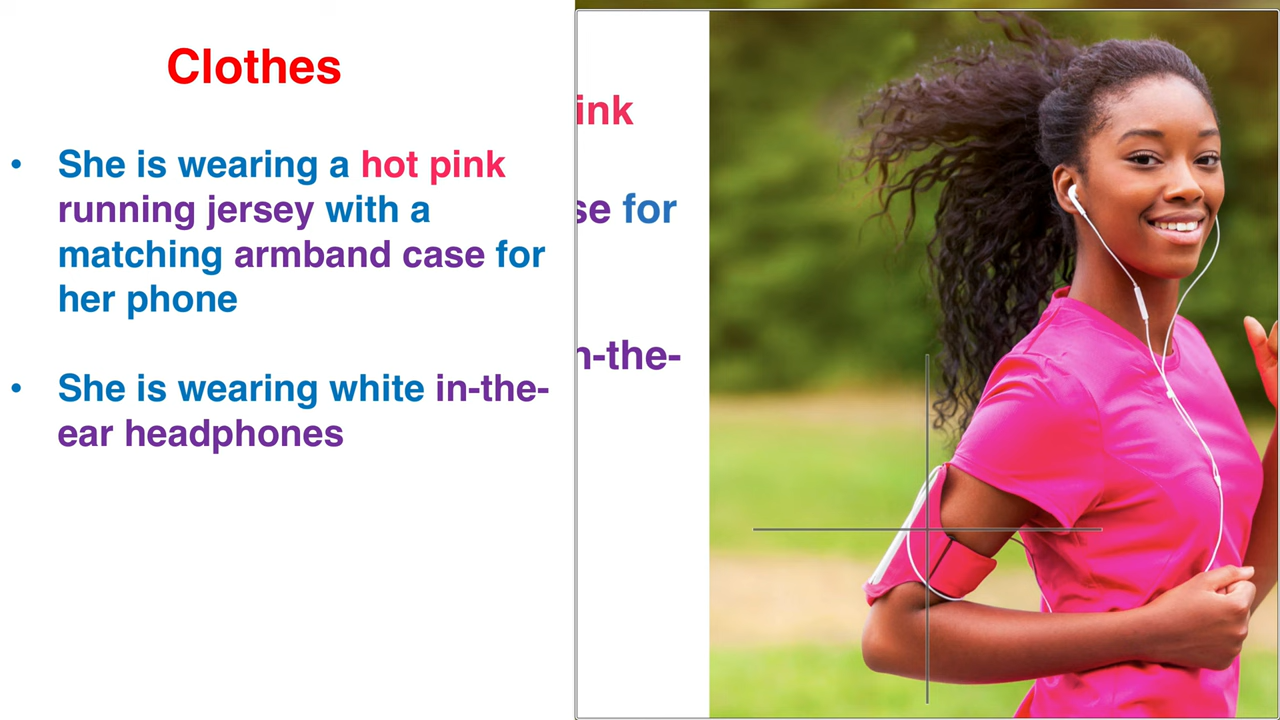 Clothes
• She is wearing a hot pink
running jersey with a
matching armband case for
her phone
• She is wearing white in-the-
ear headphones
ink
se for
n-the-